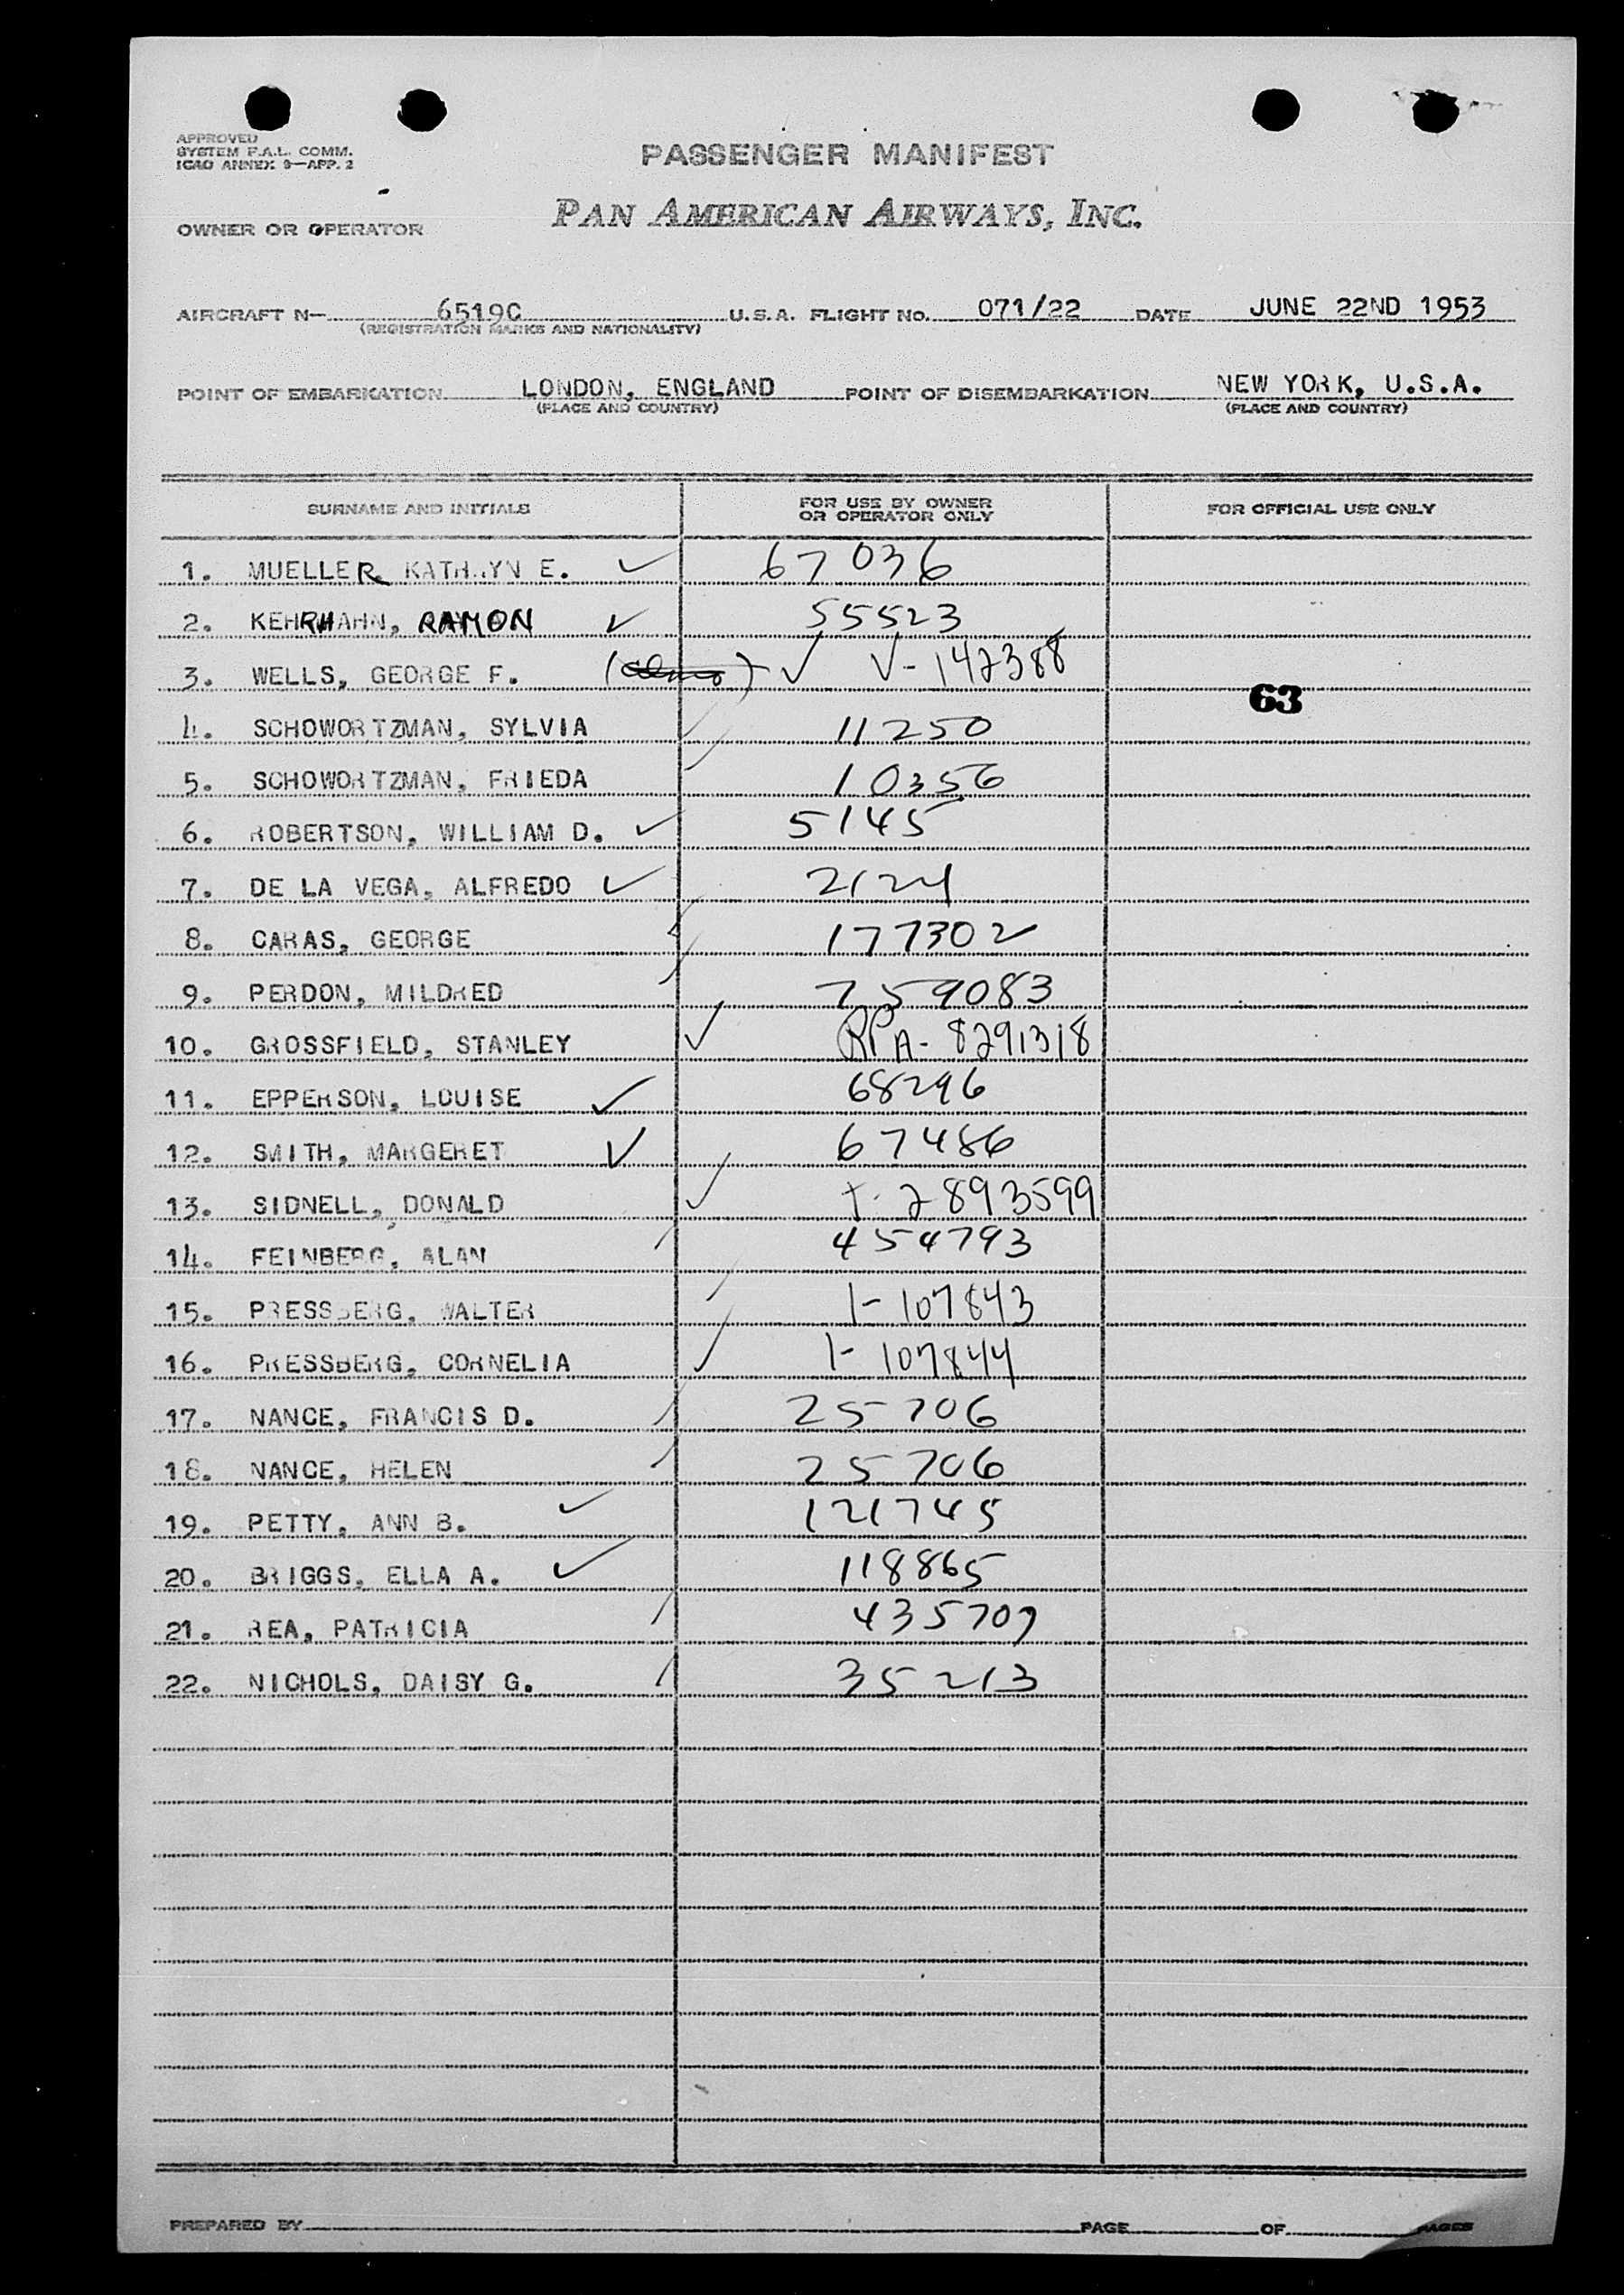 APPROVED
SYSTEM F.A.L. COMM.
ICAO ANNEX 9—APP. 2
PASSENGER MANIFEST
OWNER OR OPERATOR PAN AMERICAN AIRWAYS, INC.
AIRCRAFT N— 6519C U.S.A. FLIGHT NO. 071/22 DATE JUNE 22ND 1953
(REGISTRATION MARKS AND NATIONALITY)
POINT OF EMBARKATION LONDON, ENGLAND POINT OF DISEMBARKATION NEW YORK, U.S.A.
(PLACE AND COUNTRY) (PLACE AND COUNTRY)
SURNAME AND INITIALS FOR USE BY OWNER OR OPERATOR ONLY FOR OFFICIAL USE ONLY
1. MUELLER, KATHRYN E. ✓ 67036
2. KEHRHAHN, RAMON ✓ 55523
3. WELLS, GEORGE F. ✓ V-142388
63
4. SCHOWORTZMAN, SYLVIA 11250
5. SCHOWORTZMAN, FRIEDA 10356
6. ROBERTSON, WILLIAM D. ✓ 5145
7. DE LA VEGA, ALFREDO ✓ 2124
8. CARAS, GEORGE 177302
9. PERDON, MILDRED 759083
10. GROSSFIELD, STANLEY ✓ RPA-8291318
11. EPPERSON, LOUISE ✓ 68296
12. SMITH, MARGERET ✓ 67486
13. SIDNELL, DONALD ✓ 2893599
14. FEINBERG, ALAN 454793
15. PRESSBERG, WALTER 1-107843
16. PRESSBERG, CORNELIA ✓ 1-107844
17. NANCE, FRANCIS D. 25706
18. NANCE, HELEN 25706
19. PETTY, ANN B. ✓ 121745
20. BRIGGS, ELLA A. ✓ 118865
21. REA, PATRICIA 435707
22. NICHOLS, DAISY G. 35213
PREPARED BY PAGE OF PAGES